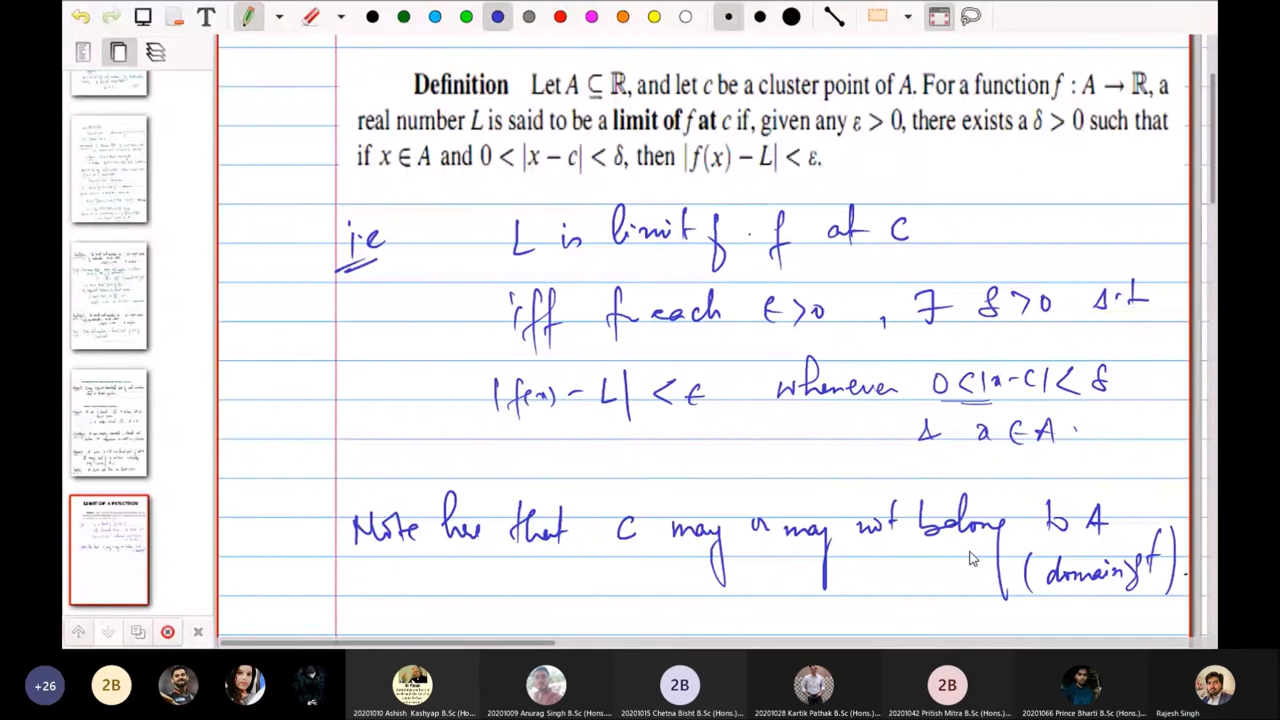 Definition Let A ⊆ ℝ, and let c be a cluster point of A. For a function f : A → ℝ, a
real number L is said to be a limit of f at c if, given any ε > 0, there exists a δ > 0 such that
if x ∈ A and 0 < |x − c| < δ, then |f(x) − L| < ε.
i.e L is limit of f at c
iff for each ε>0 , ∃ δ>0 s.t
|f(x) - L| < ε whenever 0<|x-c|< δ
& x ∈ A.
Note here that c may or may not belong to A
(domain of f).
LIMIT OF A FUNCTION
+26
2B
2B
2B
20201010 Ashish Kashyap B.Sc (Ho...
20201009 Anurag Singh B.Sc (Hons.)...
20201015 Chetna Bisht B.Sc (Hons.)...
20201028 Kartik Pathak B.Sc (Hons.)...
20201042 Pritish Mitra B.Sc (Hons.)...
20201066 Prince Bharti B.Sc (Hons.)...
Rajesh Singh